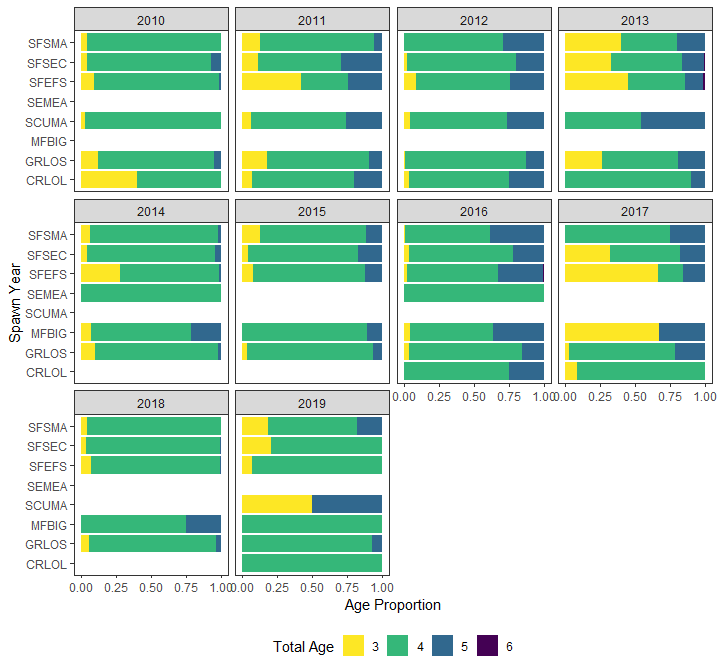 2010 2011 2012 2013
SFSMA
SFSEC
SFEFS
SEMEA
SCUMA
MFBIG
GRLOS
CRLOL
2014 2015 2016 2017
SFSMA
SFSEC
SFEFS
SEMEA
SCUMA
MFBIG
GRLOS
CRLOL
0.00 0.25 0.50 0.75 1.00 0.00 0.25 0.50 0.75 1.00
2018 2019
SFSMA
SFSEC
SFEFS
SEMEA
SCUMA
MFBIG
GRLOS
CRLOL
0.00 0.25 0.50 0.75 1.00 0.00 0.25 0.50 0.75 1.00
Spawn Year
Age Proportion
Total Age 3 4 5 6